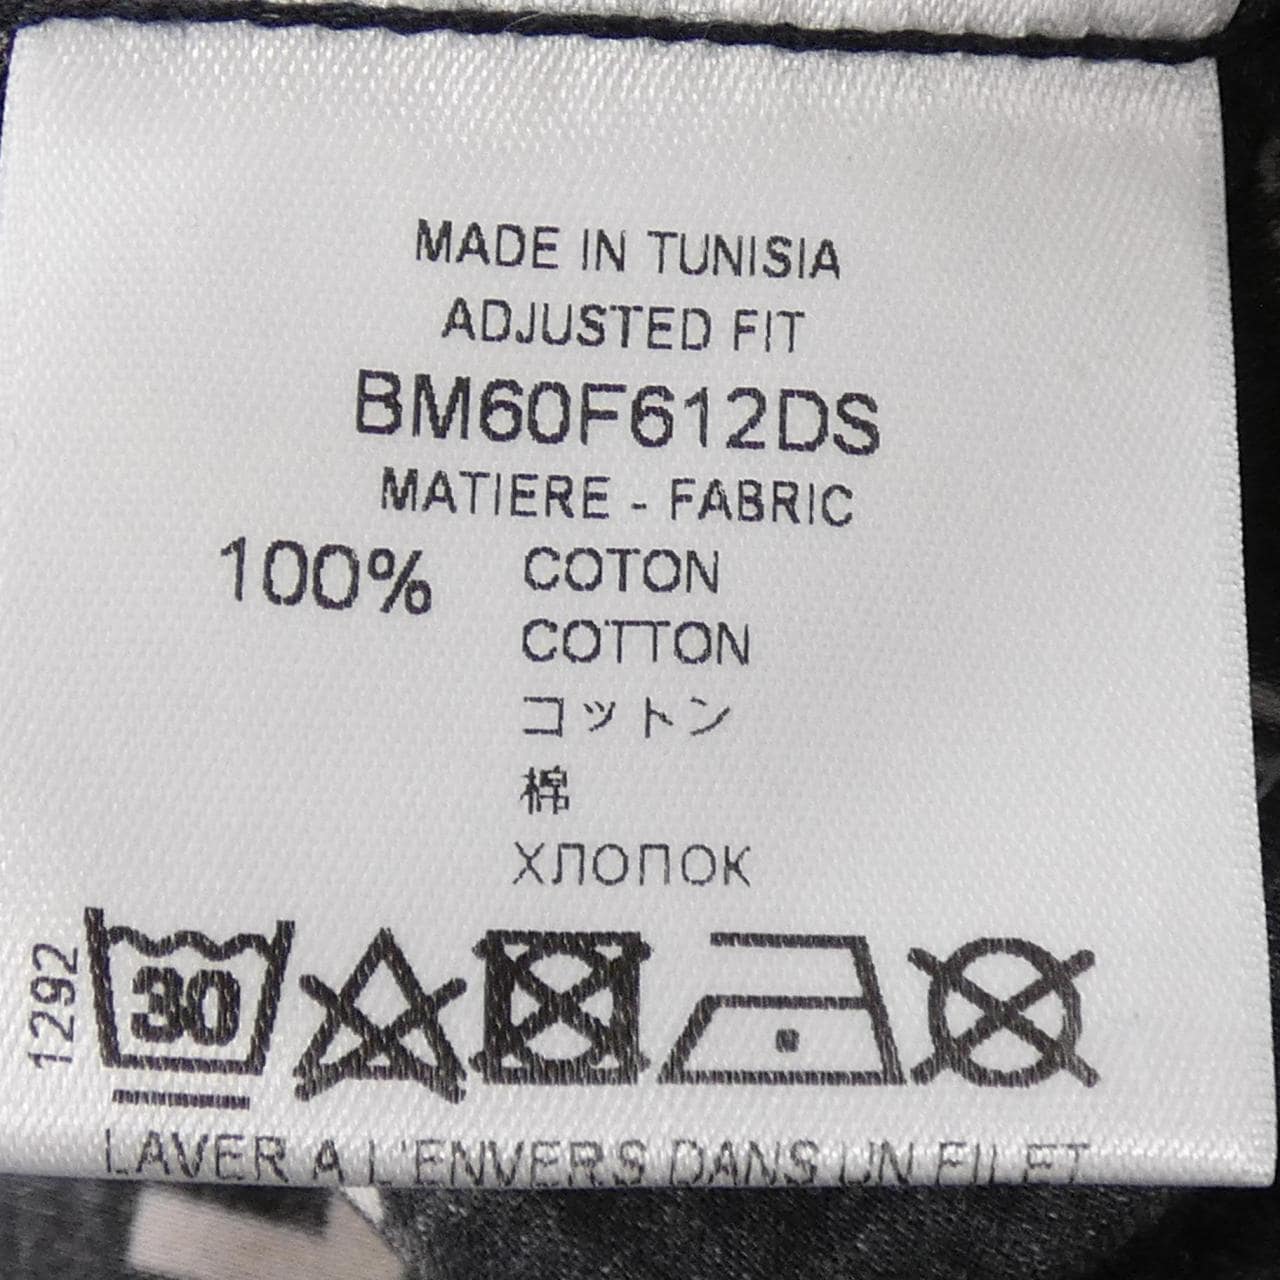 MADE IN TUNISIA
ADJUSTED FIT
BM60F612DS
MATIERE - FABRIC
100% COTON
COTTON
コットン
棉
ХЛОПОК
1292
30
LAVER A L'ENVERS DANS UN FILET